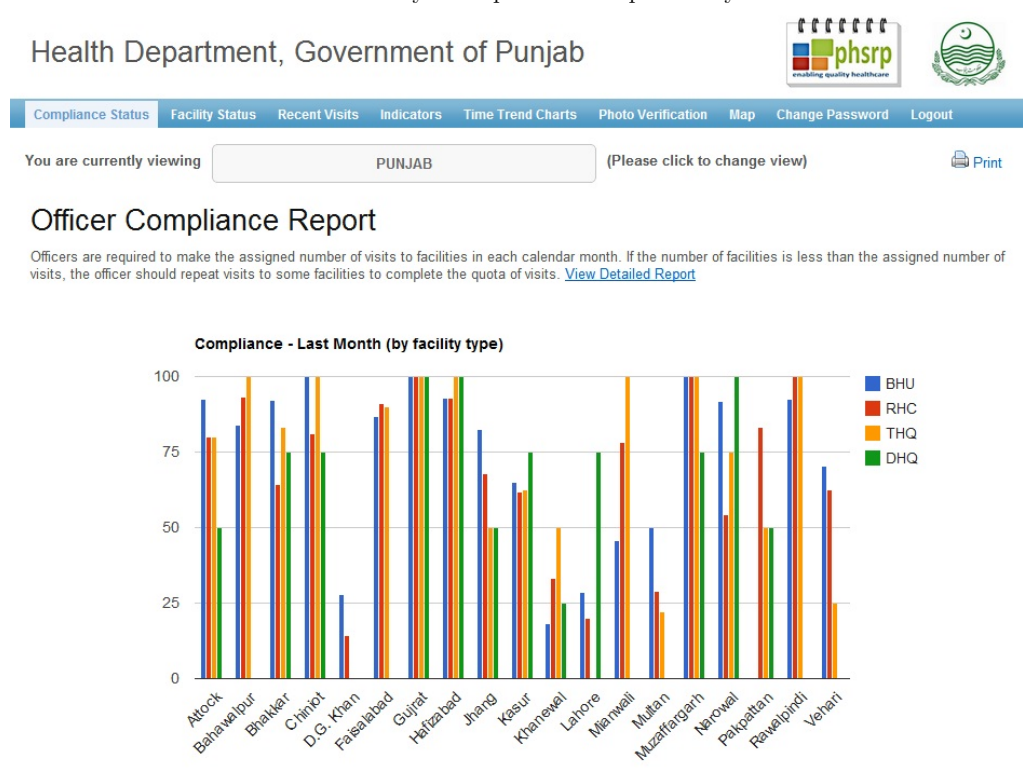 Health Department, Government of Punjab
phsrp
enabling quality healthcare
Compliance Status Facility Status Recent Visits Indicators Time Trend Charts Photo Verification Map Change Password Logout
You are currently viewing PUNJAB (Please click to change view) Print
Officer Compliance Report
Officers are required to make the assigned number of visits to facilities in each calendar month. If the number of facilities is less than the assigned number of
visits, the officer should repeat visits to some facilities to complete the quota of visits. View Detailed Report
Compliance - Last Month (by facility type)
100
75
50
25
0
BHU
RHC
THQ
DHQ
Attock
Bahawalpur
Bhakkar
Chiniot
D.G. Khan
Faisalabad
Gujrat
Hafizabad
Jhang
Kasur
Khanewal
Lahore
Mianwali
Multan
Muzaffargarh
Narowal
Pakpattan
Rawalpindi
Vehari